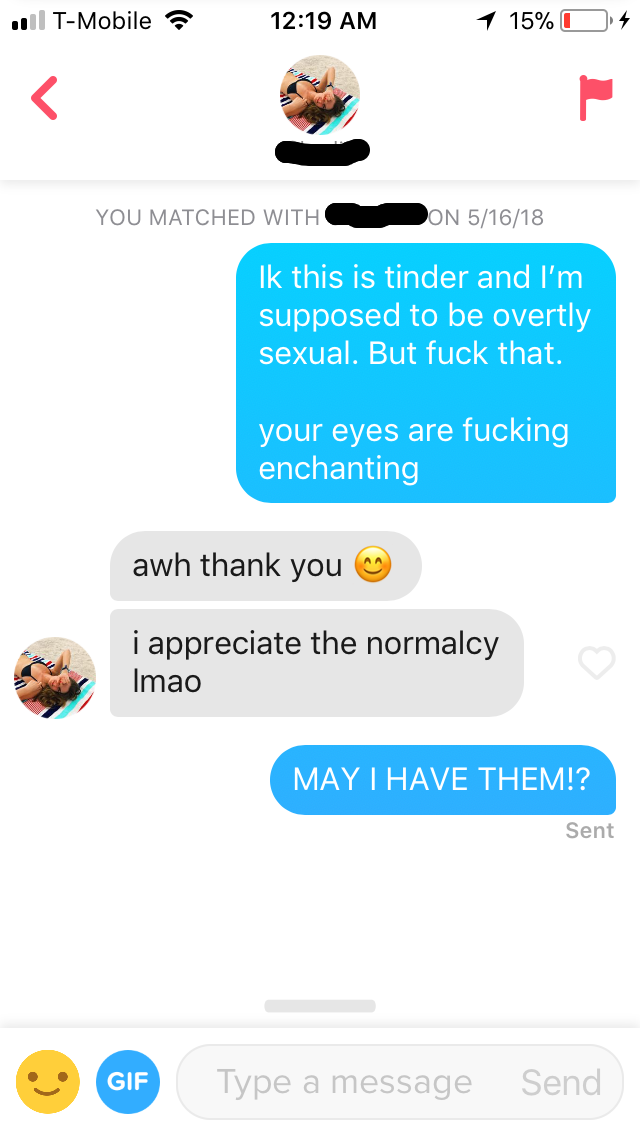 T-Mobile 12:19 AM 15%
YOU MATCHED WITH ON 5/16/18
Ik this is tinder and I'm
supposed to be overtly
sexual. But fuck that.
your eyes are fucking
enchanting
awh thank you 😊
i appreciate the normalcy
lmao
MAY I HAVE THEM!?
Sent
GIF Type a message Send